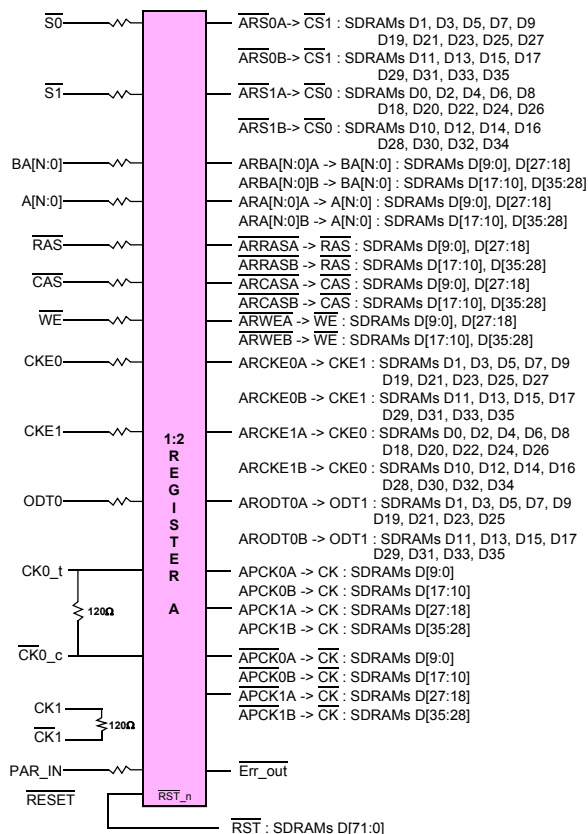 S0
ARS0A-> CS1 : SDRAMs D1, D3, D5, D7, D9
D19, D21, D23, D25, D27
ARS0B-> CS1 : SDRAMs D11, D13, D15, D17
D29, D31, D33, D35
S1
ARS1A-> CS0 : SDRAMs D0, D2, D4, D6, D8
D18, D20, D22, D24, D26
ARS1B-> CS0 : SDRAMs D10, D12, D14, D16
D28, D30, D32, D34
BA[N:0]
ARBA[N:0]A -> BA[N:0] : SDRAMs D[9:0], D[27:18]
ARBA[N:0]B -> BA[N:0] : SDRAMs D[17:10], D[35:28]
A[N:0]
ARA[N:0]A -> A[N:0] : SDRAMs D[9:0], D[27:18]
ARA[N:0]B -> A[N:0] : SDRAMs D[17:10], D[35:28]
RAS
ARRASA -> RAS : SDRAMs D[9:0], D[27:18]
ARRASB -> RAS : SDRAMs D[17:10], D[35:28]
CAS
ARCASA -> CAS : SDRAMs D[9:0], D[27:18]
ARCASB -> CAS : SDRAMs D[17:10], D[35:28]
WE
ARWEA -> WE : SDRAMs D[9:0], D[27:18]
ARWEB -> WE : SDRAMs D[17:10], D[35:28]
CKE0
ARCKE0A -> CKE1 : SDRAMs D1, D3, D5, D7, D9
D19, D21, D23, D25, D27
ARCKE0B -> CKE1 : SDRAMs D11, D13, D15, D17
D29, D31, D33, D35
CKE1
ARCKE1A -> CKE0 : SDRAMs D0, D2, D4, D6, D8
D18, D20, D22, D24, D26
ARCKE1B -> CKE0 : SDRAMs D10, D12, D14, D16
D28, D30, D32, D34
1:2
REGISTER
A
ODT0
ARODT0A -> ODT1 : SDRAMs D1, D3, D5, D7, D9
D19, D21, D23, D25
ARODT0B -> ODT1 : SDRAMs D11, D13, D15, D17
D29, D31, D33, D35
CK0_t
120Ω
CK0_c
APCK0A -> CK : SDRAMs D[9:0]
APCK0B -> CK : SDRAMs D[17:10]
APCK1A -> CK : SDRAMs D[27:18]
APCK1B -> CK : SDRAMs D[35:28]
APCK0A -> CK : SDRAMs D[9:0]
APCK0B -> CK : SDRAMs D[17:10]
APCK1A -> CK : SDRAMs D[27:18]
APCK1B -> CK : SDRAMs D[35:28]
CK1
120Ω
CK1
PAR_IN
Err_out
RESET
RST_n
RST : SDRAMs D[71:0]